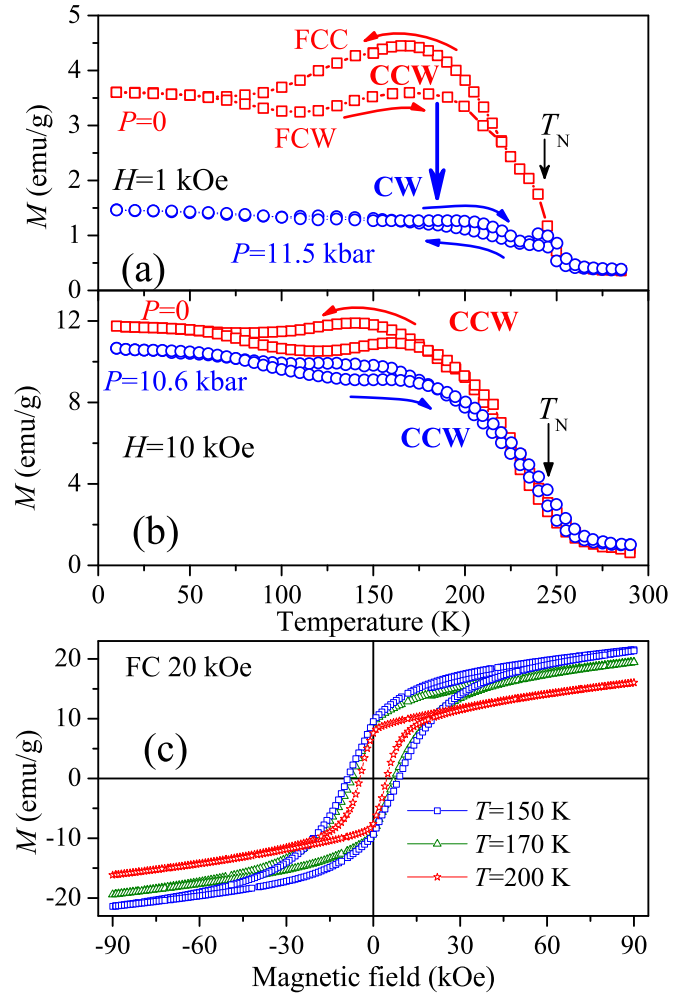 5
4
3
2
1
0
M (emu/g)
FCC
CCW
P=0
FCW
T_N
H=1 kOe
CW
P=11.5 kbar
(a)
P=0
CCW
P=10.6 kbar
CCW
T_N
H=10 kOe
(b)
12
8
4
0
M (emu/g)
0 50 100 150 200 250 300
Temperature (K)
FC 20 kOe
(c)
20
10
0
-10
-20
M (emu/g)
T=150 K
T=170 K
T=200 K
-90 -60 -30 0 30 60 90
Magnetic field (kOe)